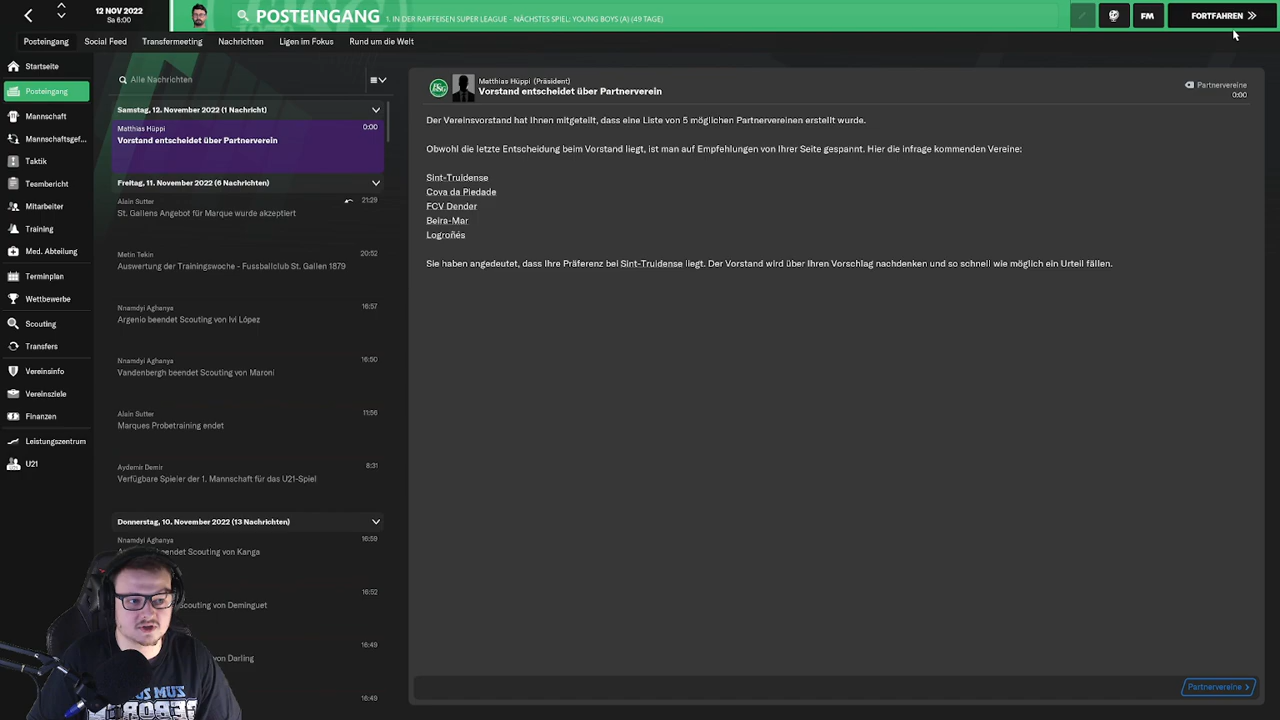 12 NOV 2022
Sa 6:00
POSTEINGANG
1. IN DER RAIFFEISEN SUPER LEAGUE - NÄCHSTES SPIEL: YOUNG BOYS (A) (49 TAGE)
FM
FORTFAHREN
Posteingang
Social Feed
Transfermeeting
Nachrichten
Ligen im Fokus
Rund um die Welt
Startseite
Posteingang
Mannschaft
Mannschaftsgef...
Taktik
Teambericht
Mitarbeiter
Training
Med. Abteilung
Terminplan
Wettbewerbe
Scouting
Transfers
Vereinsinfo
Vereinsziele
Finanzen
Leistungszentrum
U21
Alle Nachrichten
Samstag, 12. November 2022 (1 Nachricht)
Matthias Hüppi
0:00
Vorstand entscheidet über Partnerverein
Freitag, 11. November 2022 (6 Nachrichten)
Alain Sutter
21:29
St. Gallens Angebot für Marque wurde akzeptiert
Metin Tekin
20:52
Auswertung der Trainingswoche - Fussballclub St. Gallen 1879
Nnamdyi Aghanya
16:57
Argenio beendet Scouting von Ivi López
Nnamdyi Aghanya
16:50
Vandenbergh beendet Scouting von Maroni
Alain Sutter
11:56
Marques Probetraining endet
Aydemir Demir
8:31
Verfügbare Spieler der 1. Mannschaft für das U21-Spiel
Donnerstag, 10. November 2022 (13 Nachrichten)
Nnamdyi Aghanya
16:59
endet Scouting von Kanga
16:52
Scouting von Deminguet
16:49
von Darling
16:49
Matthias Hüppi (Präsident)
Vorstand entscheidet über Partnerverein
Partnervereine
0:00
Der Vereinsvorstand hat Ihnen mitgeteilt, dass eine Liste von 5 möglichen Partnervereinen erstellt wurde.
Obwohl die letzte Entscheidung beim Vorstand liegt, ist man auf Empfehlungen von Ihrer Seite gespannt. Hier die infrage kommenden Vereine:
Sint-Truidense
Cova da Piedade
FCV Dender
Beira-Mar
Logroñés
Sie haben angedeutet, dass Ihre Präferenz bei Sint-Truidense liegt. Der Vorstand wird über Ihren Vorschlag nachdenken und so schnell wie möglich ein Urteil fällen.
Partnervereine